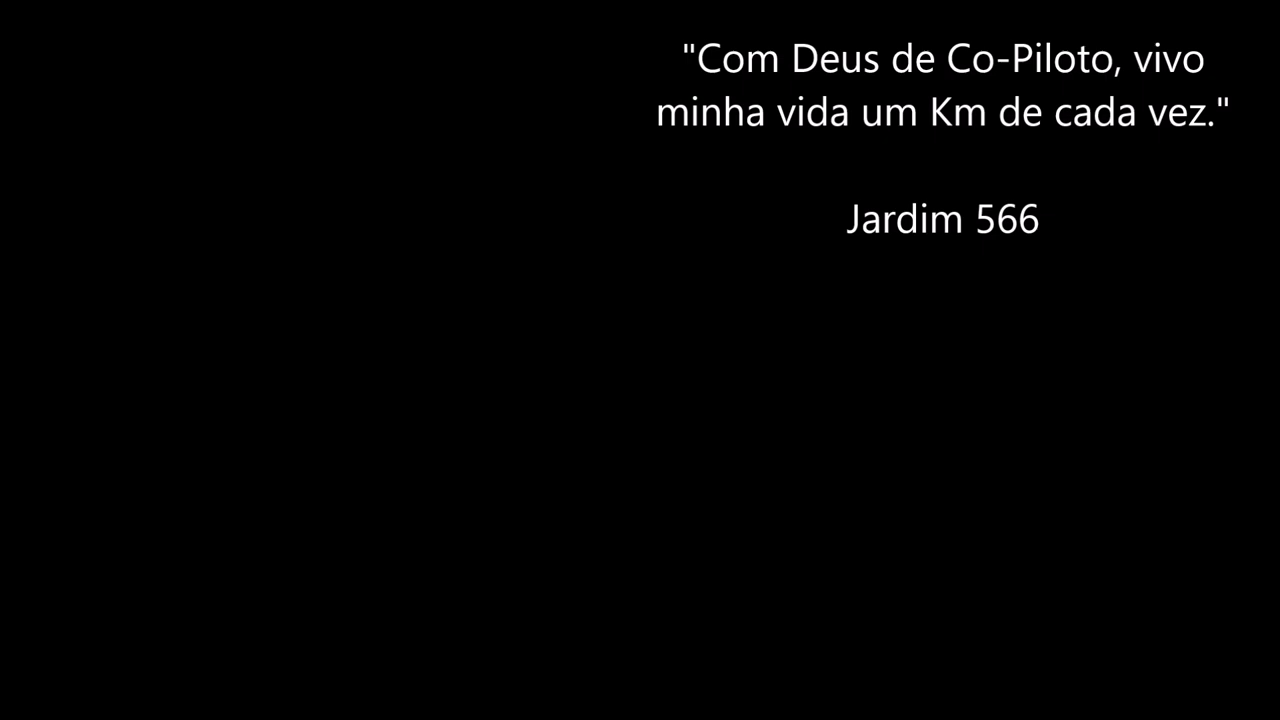 "Com Deus de Co-Piloto, vivo
minha vida um Km de cada vez."
Jardim 566